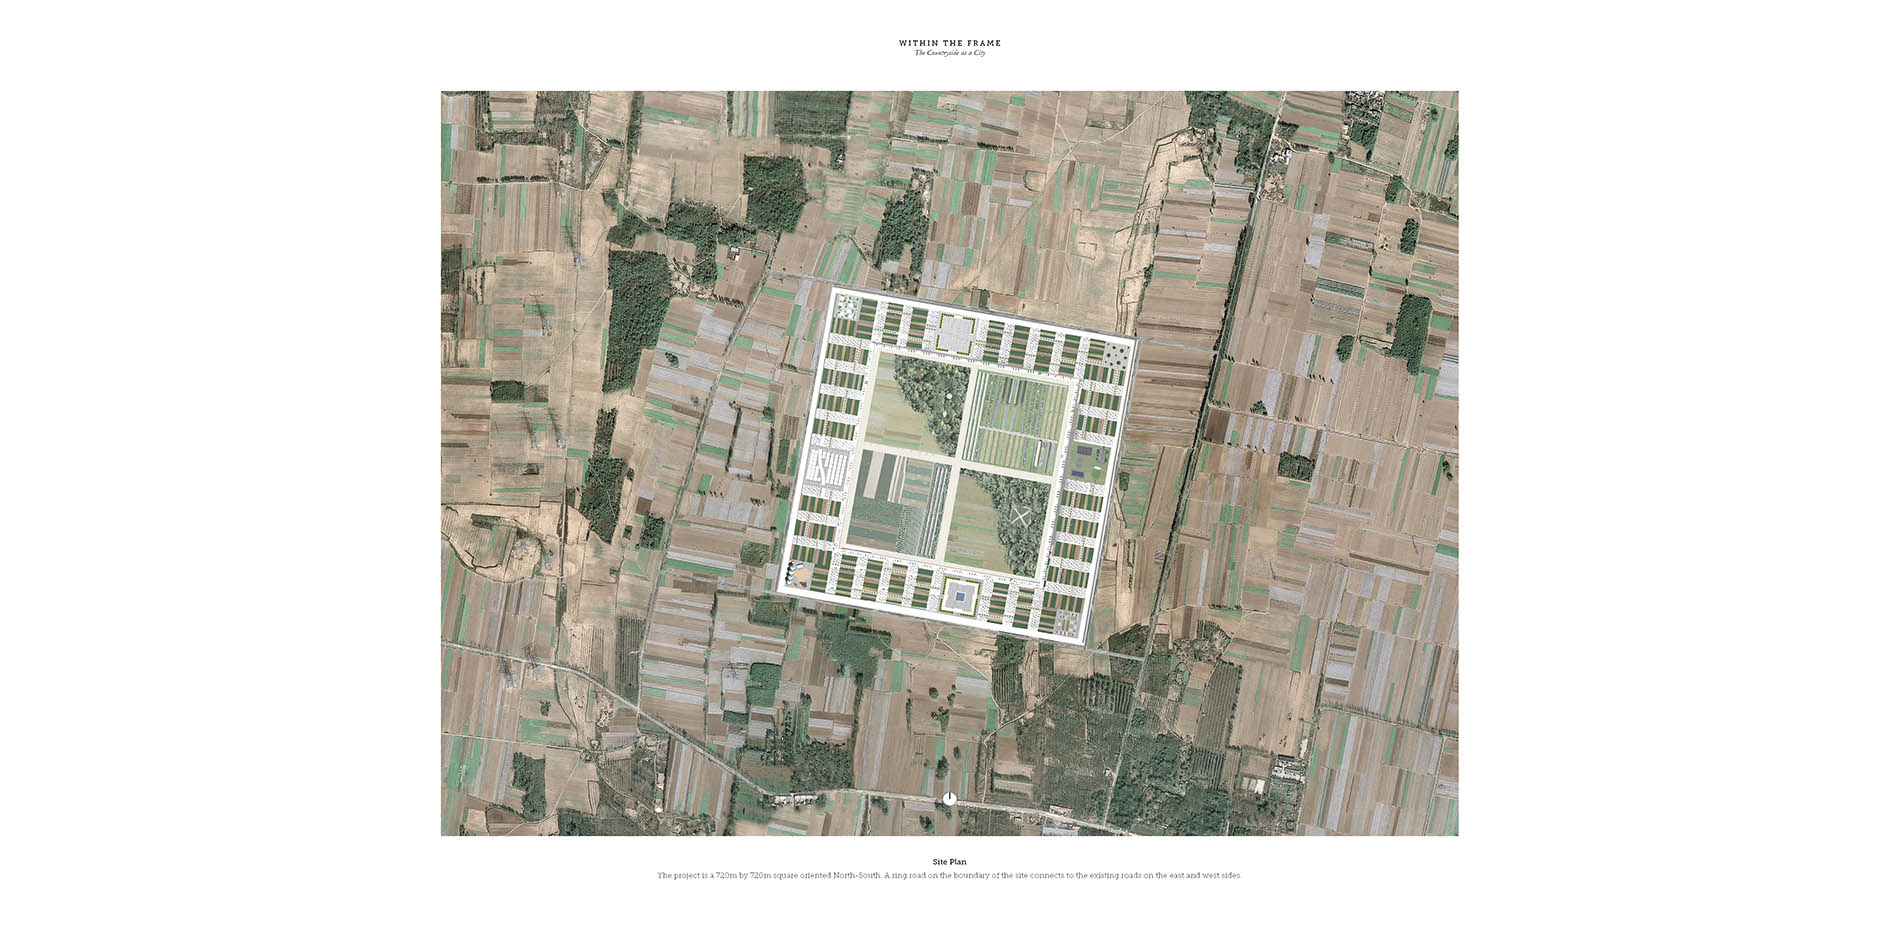 WITHIN THE FRAME
The Countryside as a City
Site Plan
The project is a 720m by 720m square oriented North-South. A ring road on the boundary of the site connects to the existing roads on the east and west sides.